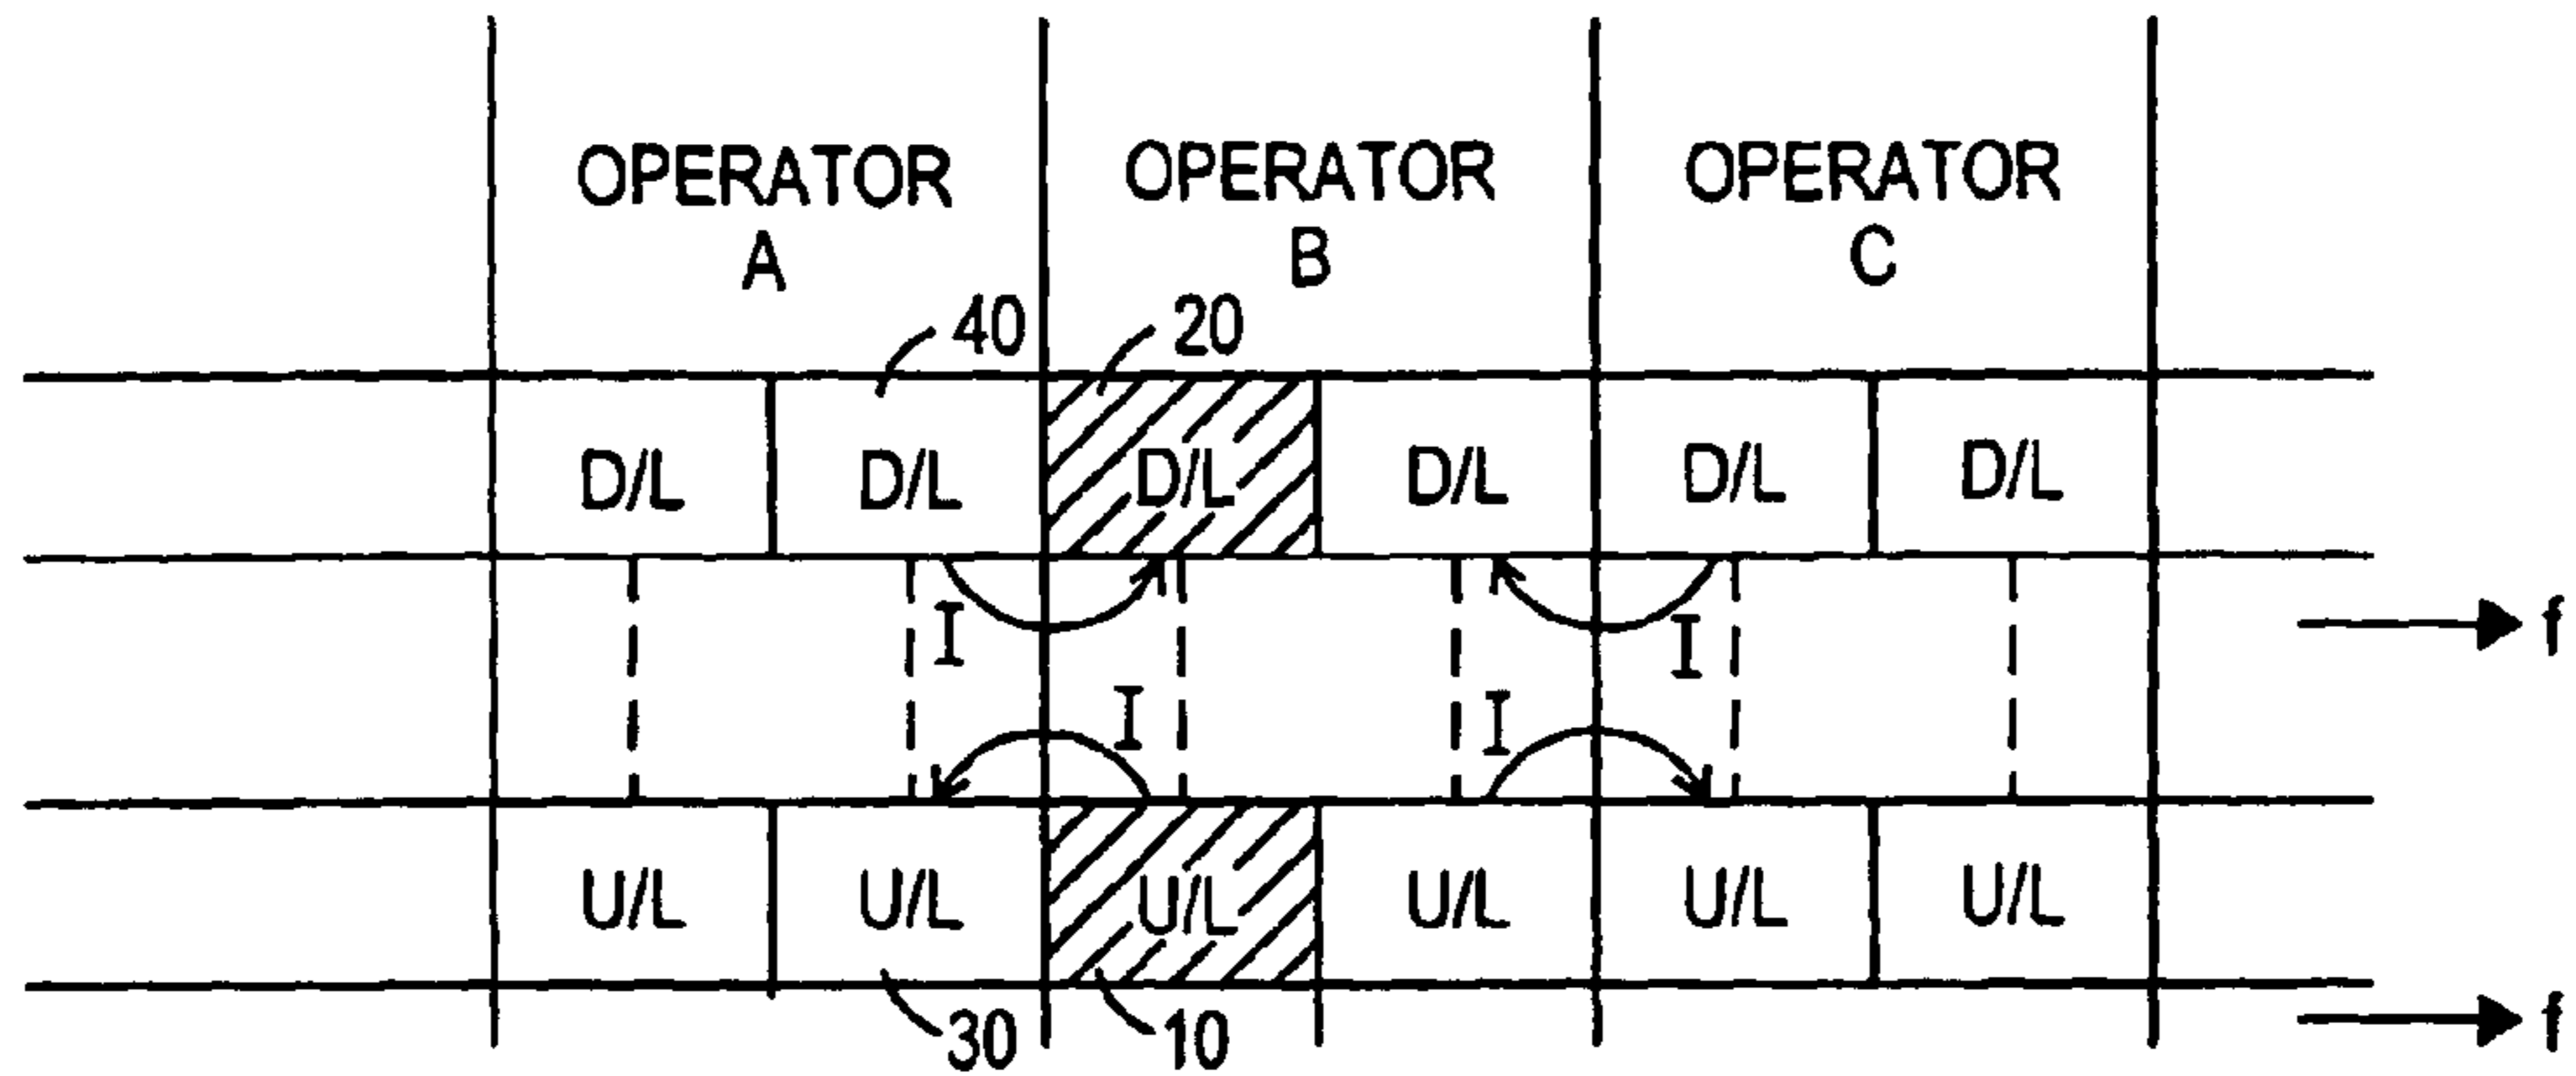 OPERATOR A
OPERATOR B
OPERATOR C
40
20
D/L D/L D/L D/L D/L D/L
I I
f
I I
U/L U/L U/L U/L U/L U/L
30
10
f